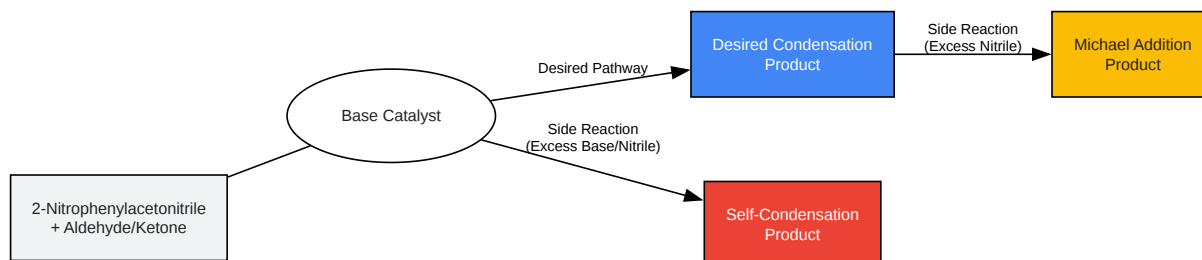 2-Nitrophenylacetonitrile
+ Aldehyde/Ketone
Base Catalyst
Desired Pathway
Desired Condensation
Product
Side Reaction
(Excess Nitrile)
Michael Addition
Product
Side Reaction
(Excess Base/Nitrile)
Self-Condensation
Product